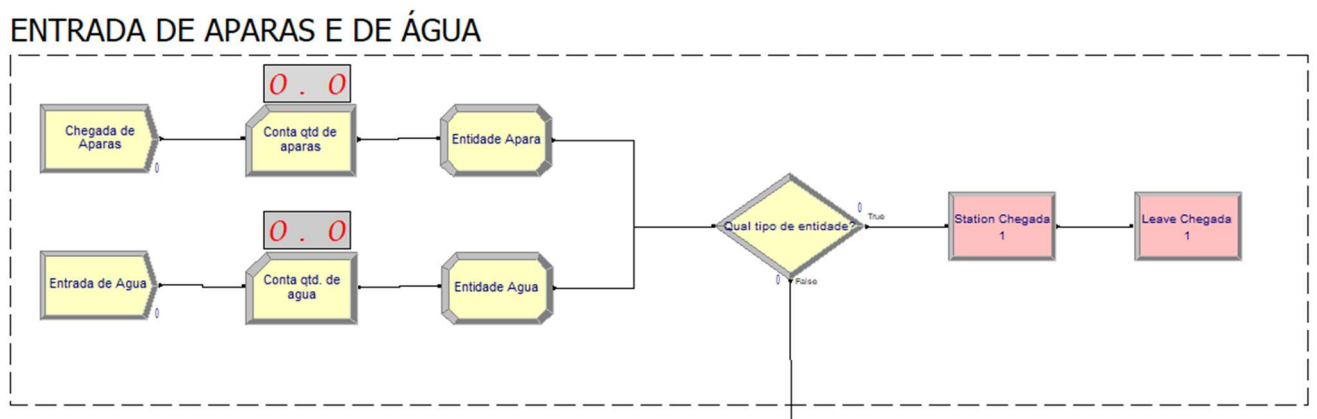 ENTRADA DE APARAS E DE ÁGUA
0 . 0
Chegada de
Aparas
0
Conta qtd de
aparas
Entidade Apara
0 . 0
Entrada de Agua
0
Conta qtd. de
agua
Entidade Agua
Qual tipo de entidade?
0
True
0
False
Station Chegada
1
Leave Chegada
1